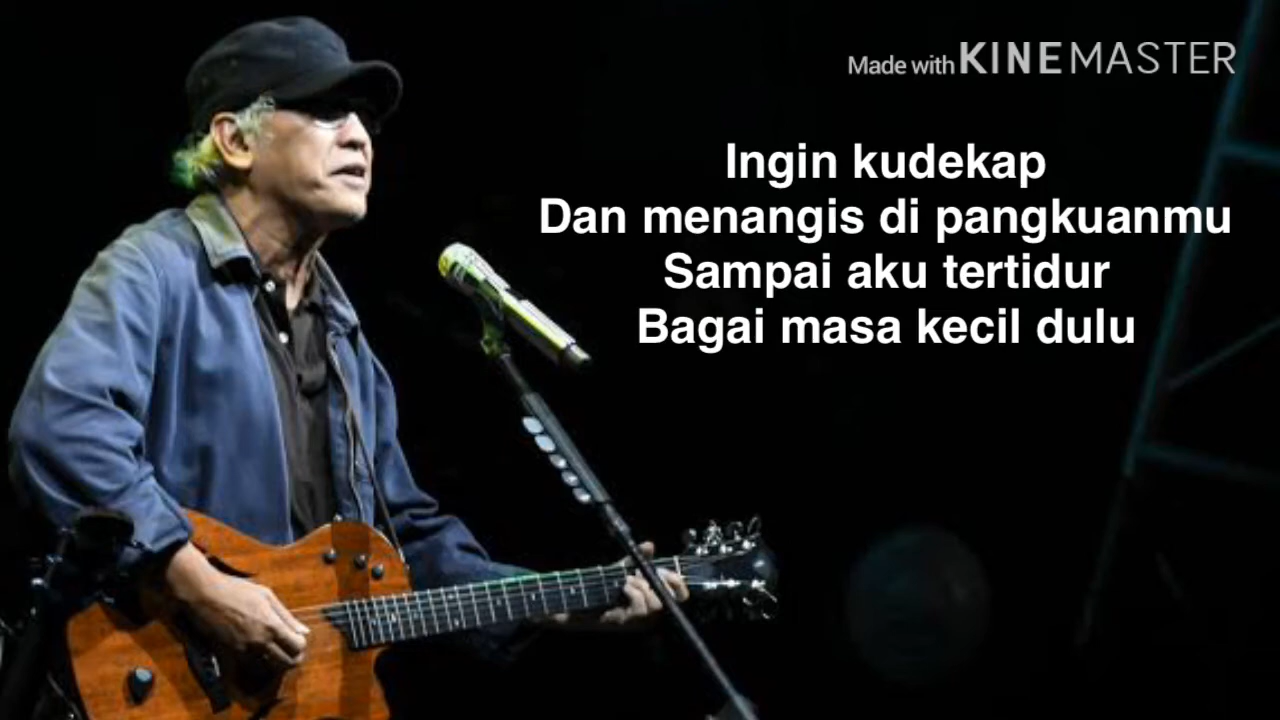 Made with KINEMASTER
Ingin kudekap
Dan menangis di pangkuanmu
Sampai aku tertidur
Bagai masa kecil dulu